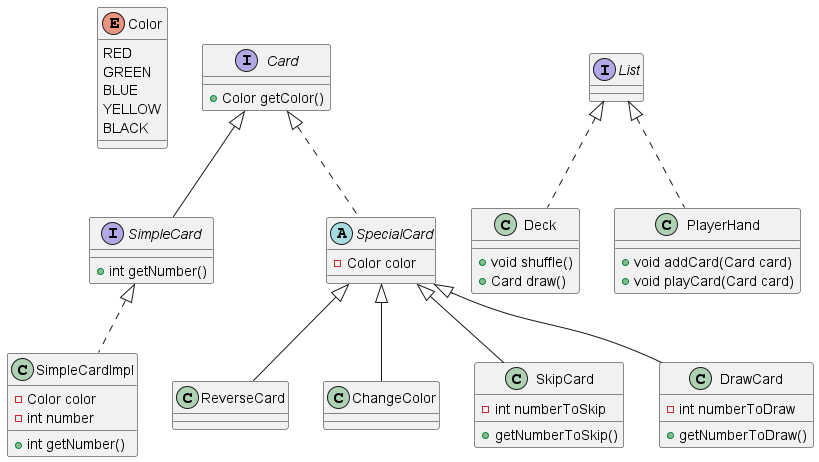 E Color
RED
GREEN
BLUE
YELLOW
BLACK
I Card
Color getColor()
I List
I SimpleCard
int getNumber()
A SpecialCard
Color color
C Deck
void shuffle()
Card draw()
C PlayerHand
void addCard(Card card)
void playCard(Card card)
C SimpleCardImpl
Color color
int number
int getNumber()
C ReverseCard
C ChangeColor
C SkipCard
int numberToSkip
getNumberToSkip()
C DrawCard
int numberToDraw
getNumberToDraw()